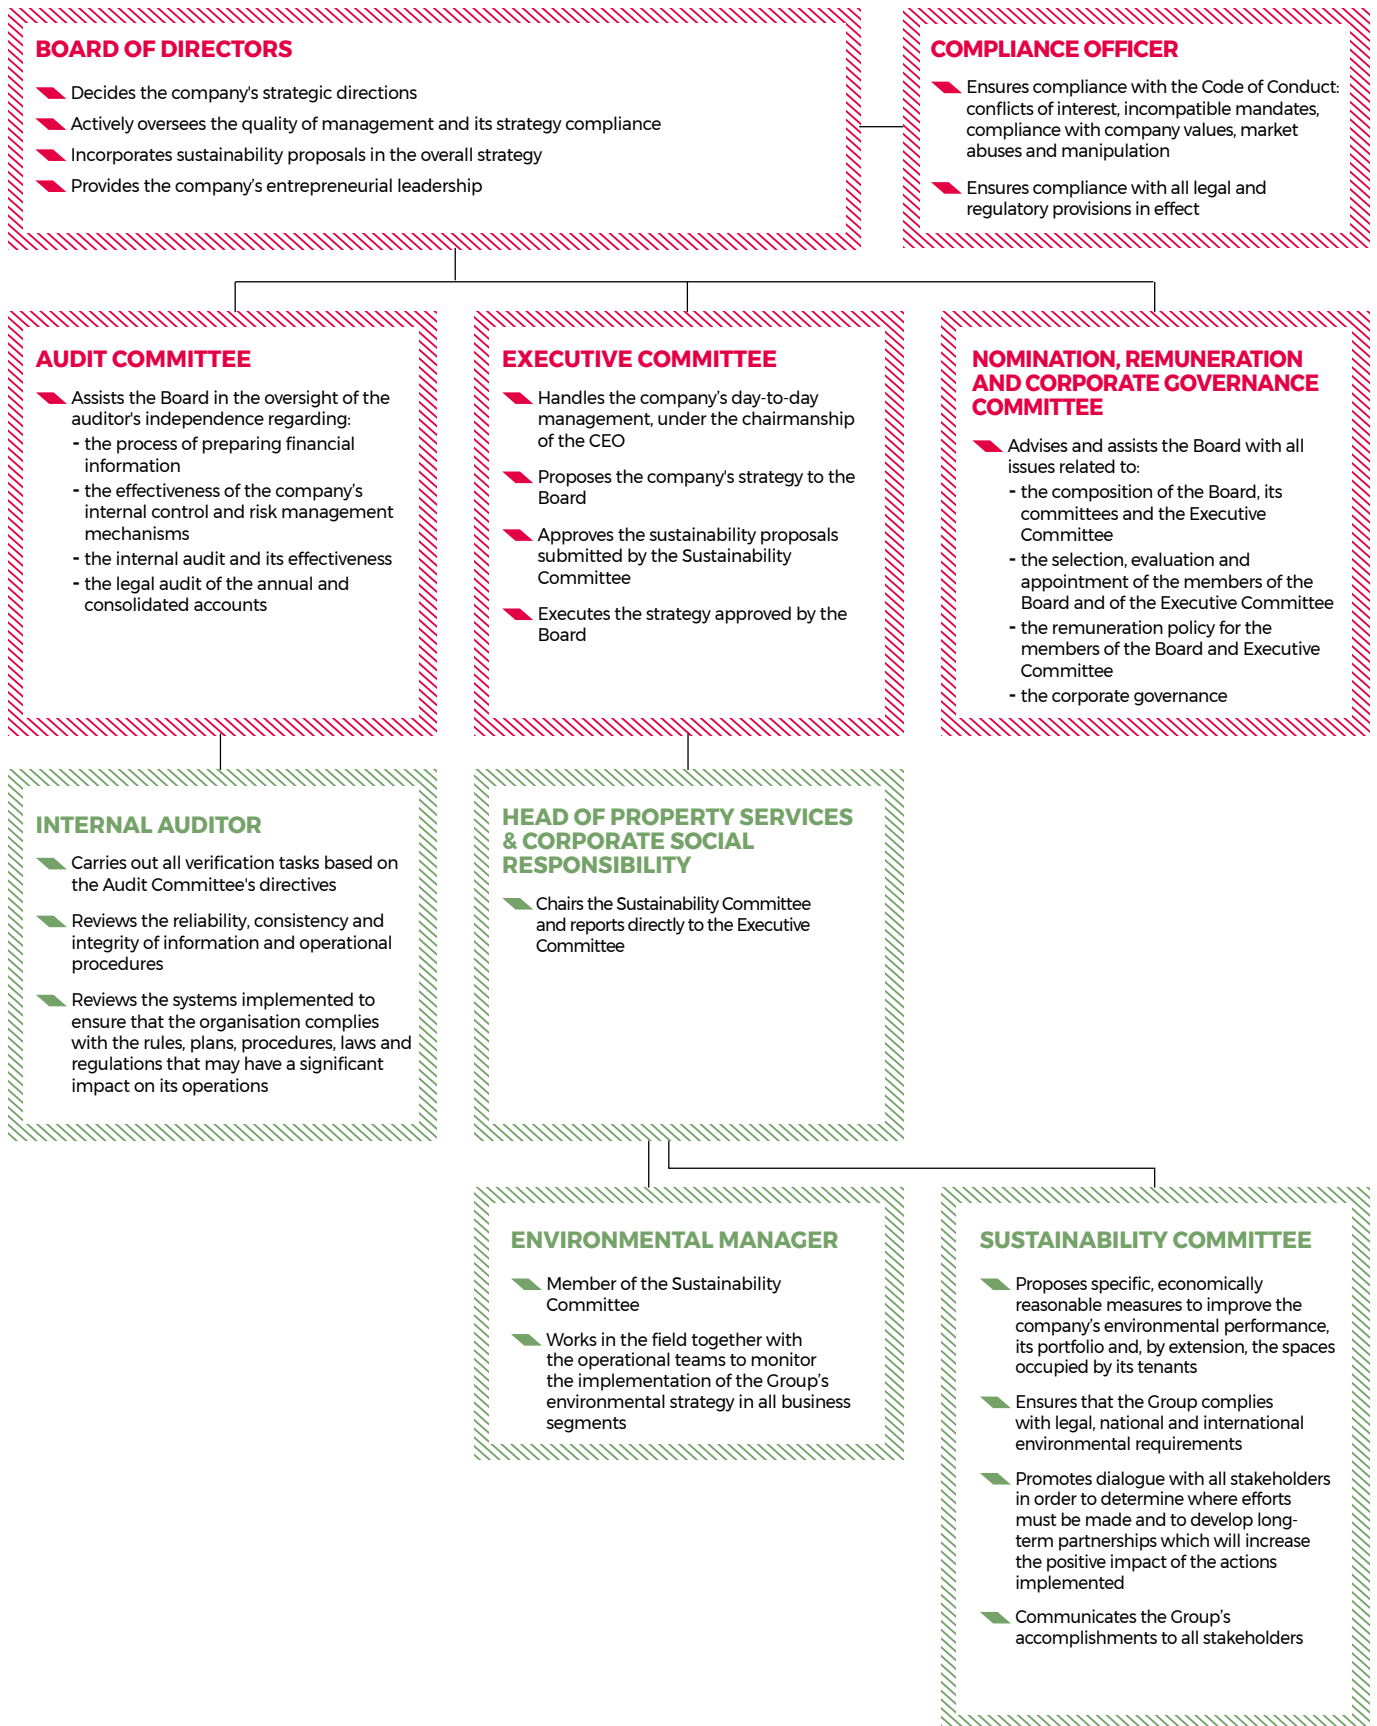 BOARD OF DIRECTORS
Decides the company's strategic directions
Actively oversees the quality of management and its strategy compliance
Incorporates sustainability proposals in the overall strategy
Provides the company’s entrepreneurial leadership
COMPLIANCE OFFICER
Ensures compliance with the Code of Conduct:
conflicts of interest, incompatible mandates,
compliance with company values, market
abuses and manipulation
Ensures compliance with all legal and
regulatory provisions in effect
AUDIT COMMITTEE
Assists the Board in the oversight of the
auditor's independence regarding:
- the process of preparing financial
information
- the effectiveness of the company’s
internal control and risk management
mechanisms
- the internal audit and its effectiveness
- the legal audit of the annual and
consolidated accounts
EXECUTIVE COMMITTEE
Handles the company’s day-to-day
management, under the chairmanship
of the CEO
Proposes the company's strategy to the
Board
Approves the sustainability proposals
submitted by the Sustainability
Committee
Executes the strategy approved by the
Board
NOMINATION, REMUNERATION
AND CORPORATE GOVERNANCE
COMMITTEE
Advises and assists the Board with all
issues related to:
- the composition of the Board, its
committees and the Executive
Committee
- the selection, evaluation and
appointment of the members of the
Board and of the Executive Committee
- the remuneration policy for the
members of the Board and Executive
Committee
- the corporate governance
INTERNAL AUDITOR
Carries out all verification tasks based on
the Audit Committee's directives
Reviews the reliability, consistency and
integrity of information and operational
procedures
Reviews the systems implemented to
ensure that the organisation complies
with the rules, plans, procedures, laws and
regulations that may have a significant
impact on its operations
HEAD OF PROPERTY SERVICES
& CORPORATE SOCIAL
RESPONSIBILITY
Chairs the Sustainability Committee
and reports directly to the Executive
Committee
ENVIRONMENTAL MANAGER
Member of the Sustainability
Committee
Works in the field together with
the operational teams to monitor
the implementation of the Group’s
environmental strategy in all business
segments
SUSTAINABILITY COMMITTEE
Proposes specific, economically
reasonable measures to improve the
company’s environmental performance,
its portfolio and, by extension, the spaces
occupied by its tenants
Ensures that the Group complies
with legal, national and international
environmental requirements
Promotes dialogue with all stakeholders
in order to determine where efforts
must be made and to develop long-
term partnerships which will increase
the positive impact of the actions
implemented
Communicates the Group’s
accomplishments to all stakeholders